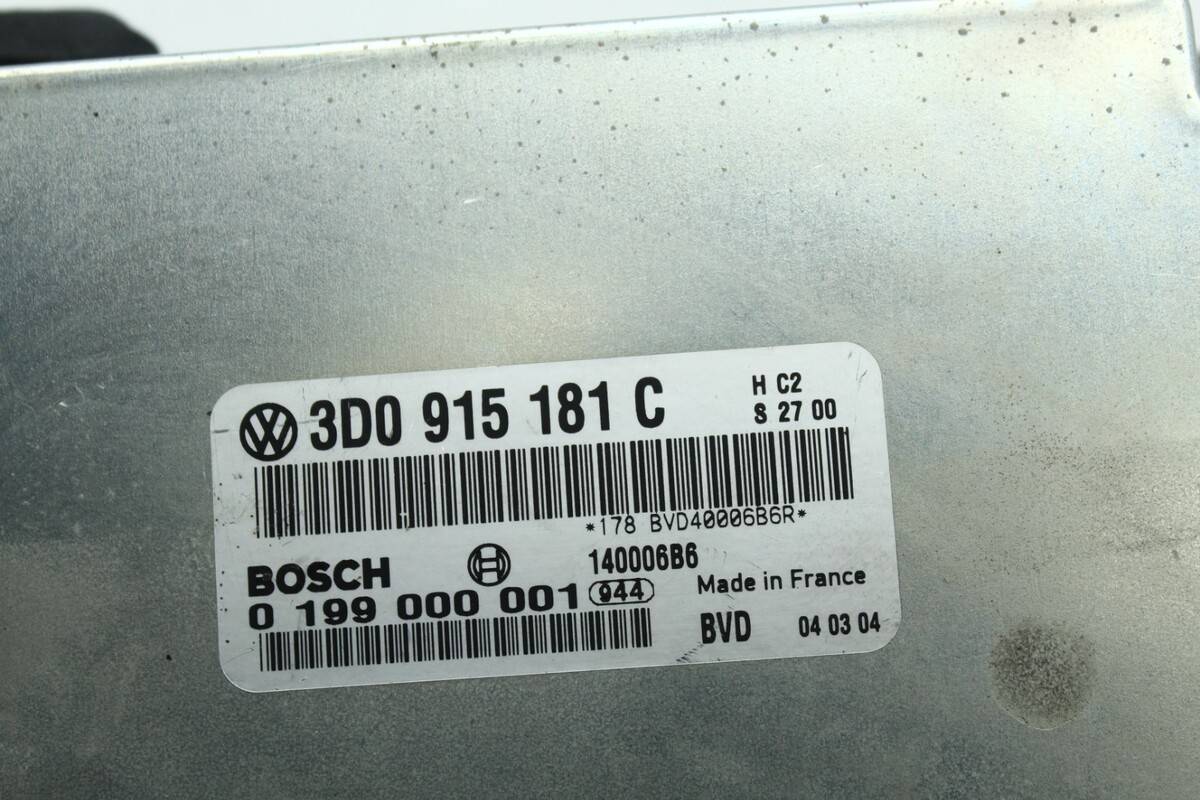 3D0 915 181 C
H C2
S 27 00
*178 BVD40006B6R*
BOSCH
140006B6
0 199 000 001
944
Made in France
BVD
04 03 04